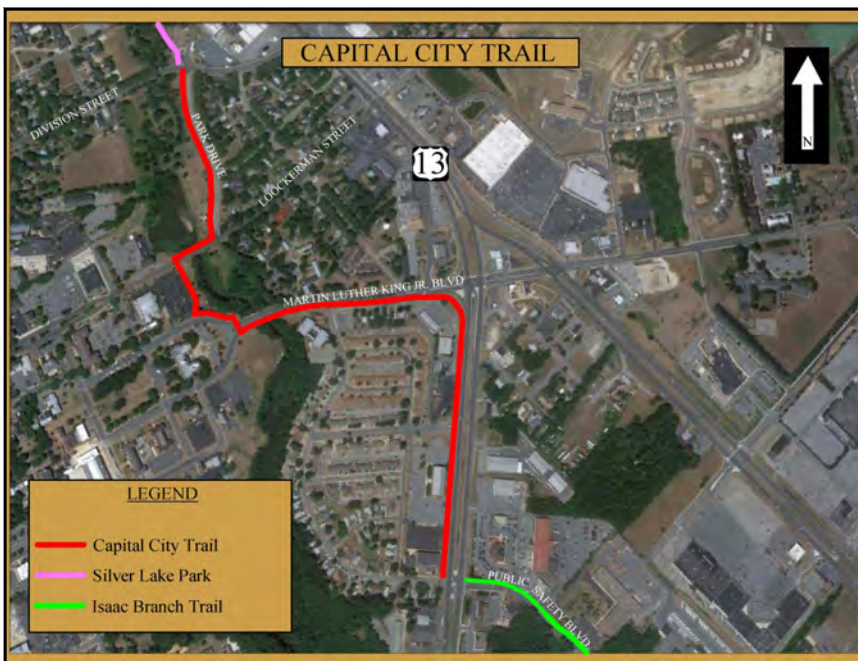 CAPITAL CITY TRAIL
N
DIVISION STREET
PARK DRIVE
LOOCKERMAN STREET
13
MARTIN LUTHER KING JR. BLVD
LEGEND
Capital City Trail
Silver Lake Park
Isaac Branch Trail
PUBLIC SAFETY BLVD